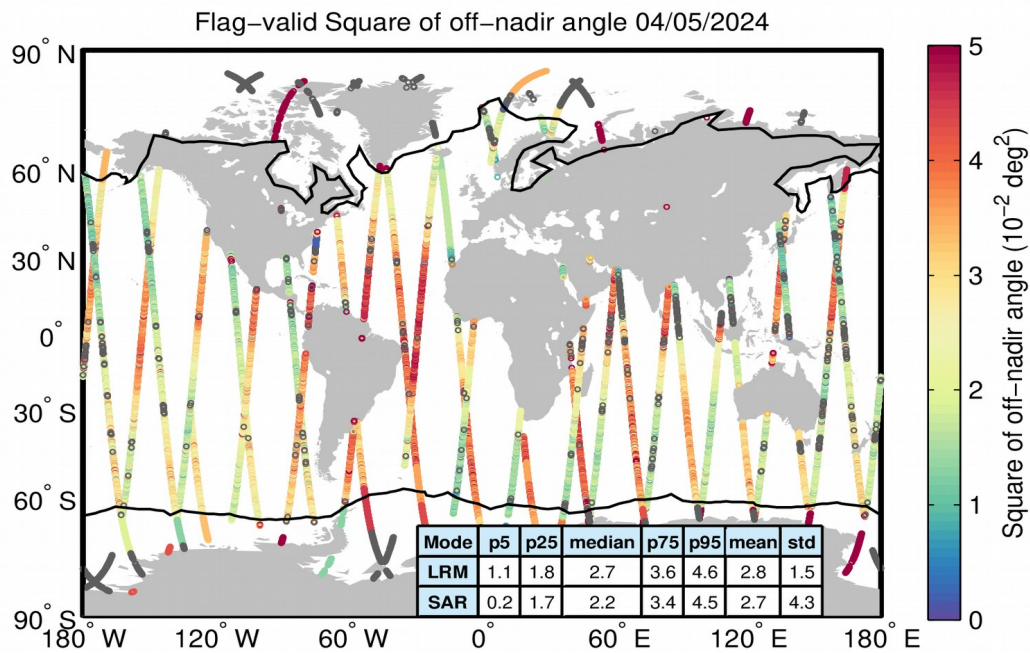 Flag−valid Square of off−nadir angle 04/05/2024
90° N
60° N
30° N
0°
30° S
60° S
90° S
180° W
120° W
60° W
0°
60° E
120° E
180° E
5
4
3
2
1
0
Square of off−nadir angle (10⁻² deg²)
Mode p5 p25 median p75 p95 mean std
LRM 1.1 1.8 2.7 3.6 4.6 2.8 1.5
SAR 0.2 1.7 2.2 3.4 4.5 2.7 4.3